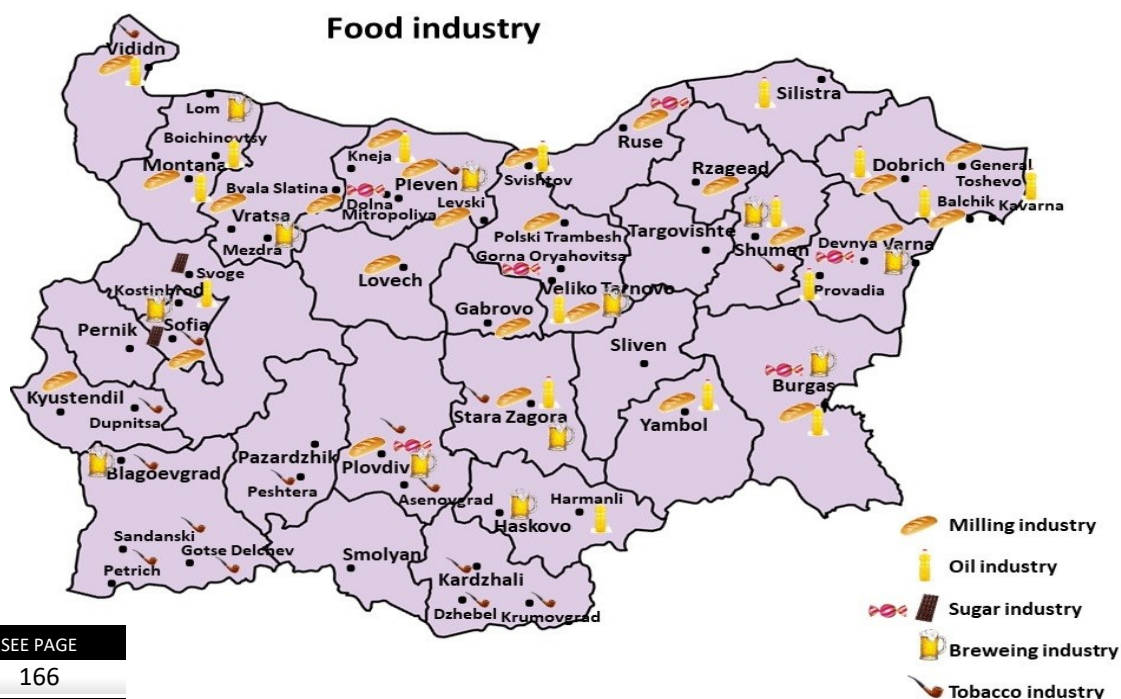 Food industry
Vididn
Lom
Boichinovtsy
Montana
Bvala Slatina
Vratsa
Mezdra
Kneja
Pleven
Dolna
Mitropoliya
Levski
Svishtov
Ruse
Silistra
Rzagead
Dobrich
General
Toshevo
Balchik
Kavarna
Polski Trambesh
Gorna Oryahovitsa
Veliko Tarnovo
Targovishte
Shumen
Devnya
Varna
Provadia
Svoge
Kostinbrod
Sofia
Pernik
Lovech
Gabrovo
Sliven
Burgas
Kyustendil
Dupnitsa
Stara Zagora
Yambol
Blagoevgrad
Pazardzhik
Peshtera
Plovdiv
Asenovgrad
Haskovo
Harmanli
Sandanski
Gotse Delchev
Petrich
Smolyan
Kardzhali
Dzhebel
Krumovgrad
Milling industry
Oil industry
Sugar industry
Breweing industry
Tobacco industry
SEE PAGE
166